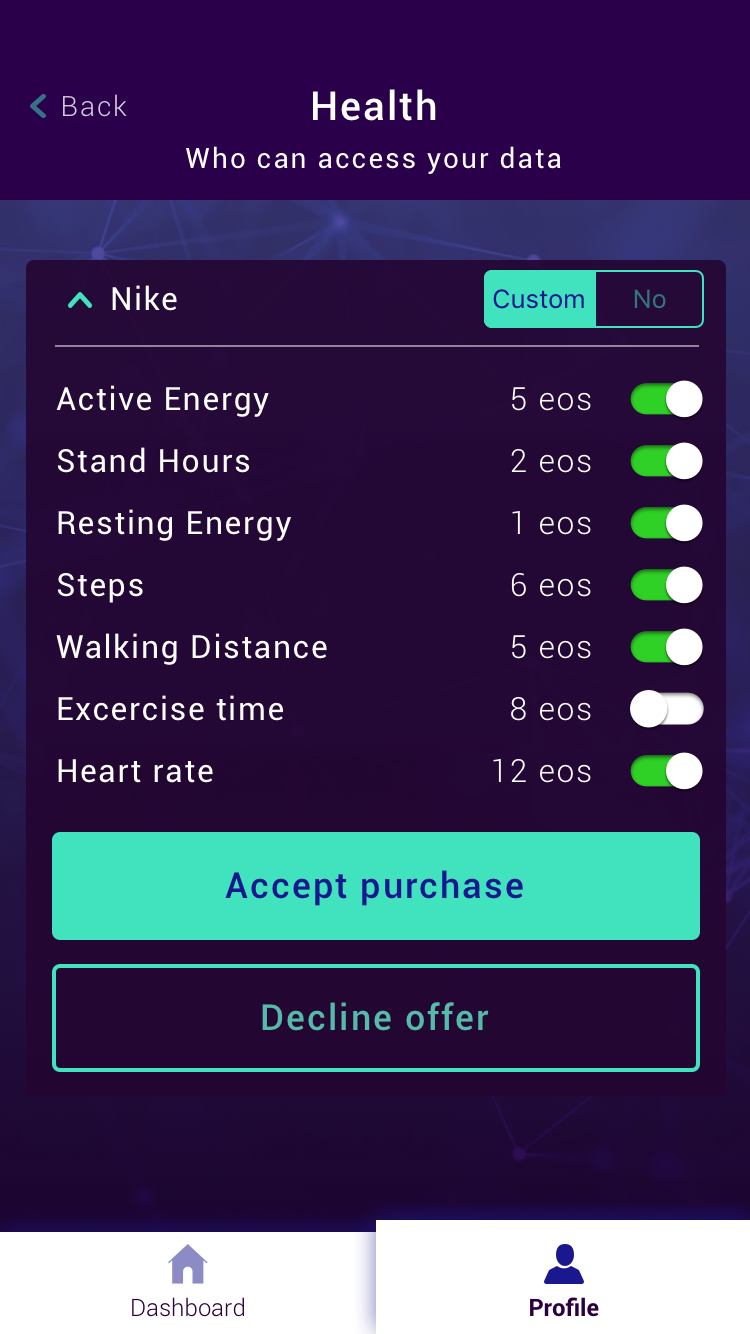 Back
Health
Who can access your data
Nike
Custom No
Active Energy 5 eos
Stand Hours 2 eos
Resting Energy 1 eos
Steps 6 eos
Walking Distance 5 eos
Excercise time 8 eos
Heart rate 12 eos
Accept purchase
Decline offer
Dashboard Profile